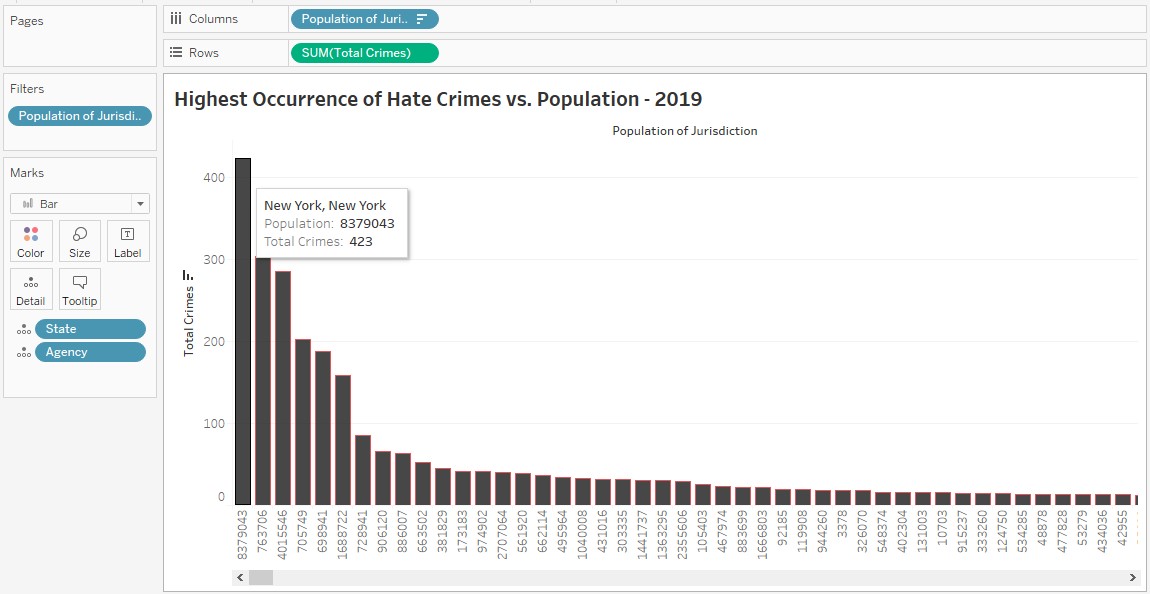 Pages
Columns
Population of Juri..
Rows
SUM(Total Crimes)
Filters
Population of Jurisdi..
Marks
Bar
Color
Size
Label
Detail
Tooltip
State
Agency
Highest Occurrence of Hate Crimes vs. Population - 2019
Population of Jurisdiction
Total Crimes
400
300
200
100
0
New York, New York
Population: 8379043
Total Crimes: 423
8379043
763706
4015546
705749
698941
1688722
728941
906120
886007
663502
381829
173183
974902
2707064
561920
662114
495964
1040008
431016
303335
1441737
1363295
2355606
105403
467974
883699
1666803
92185
119908
944260
3378
326070
548374
402304
131003
10703
915237
333260
124750
534285
48878
477828
53279
434036
42955